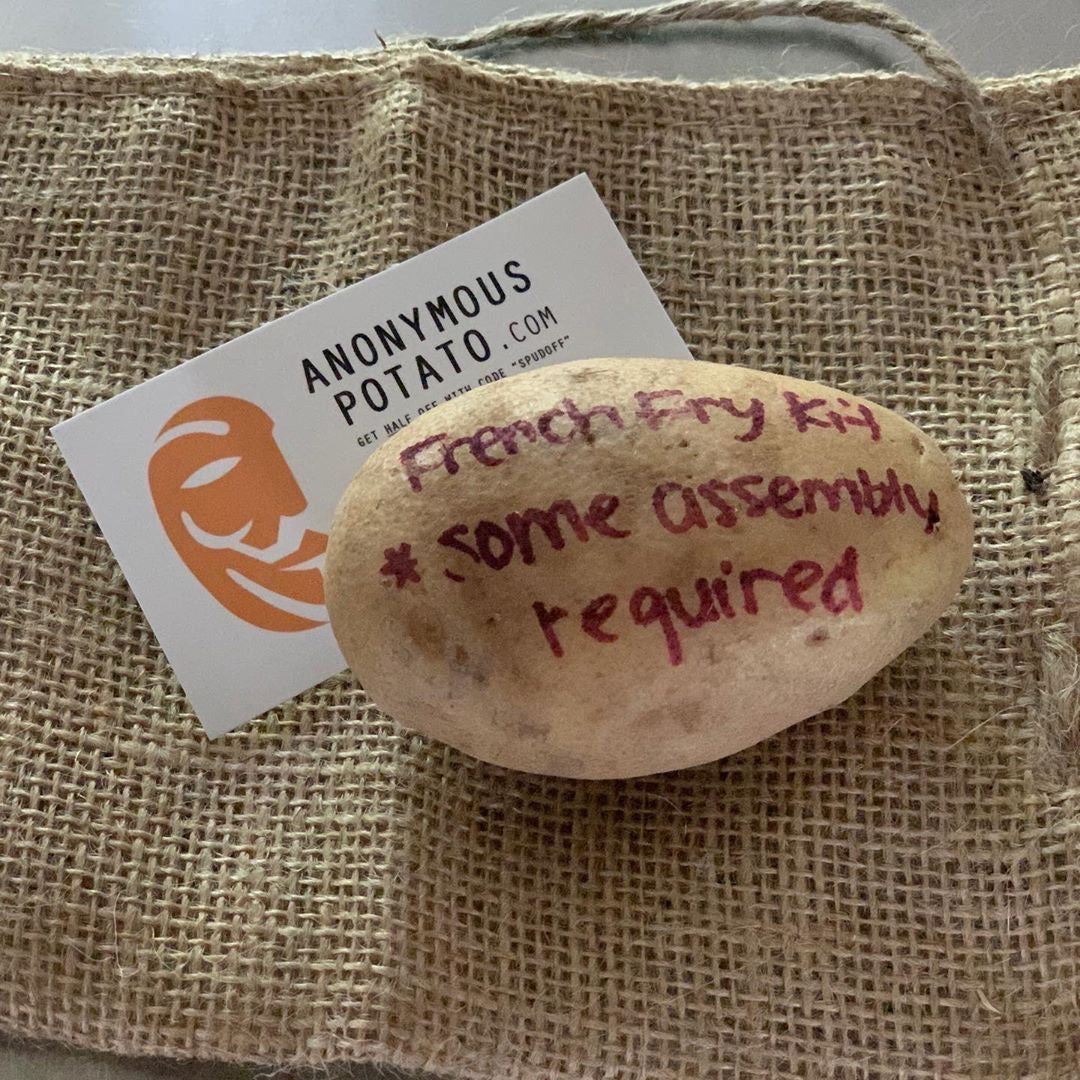 ANONYMOUS
POTATO.COM
GET HALF OFF WITH CODE "SPUDOFF"
French Fry Kit
* some assembly
required